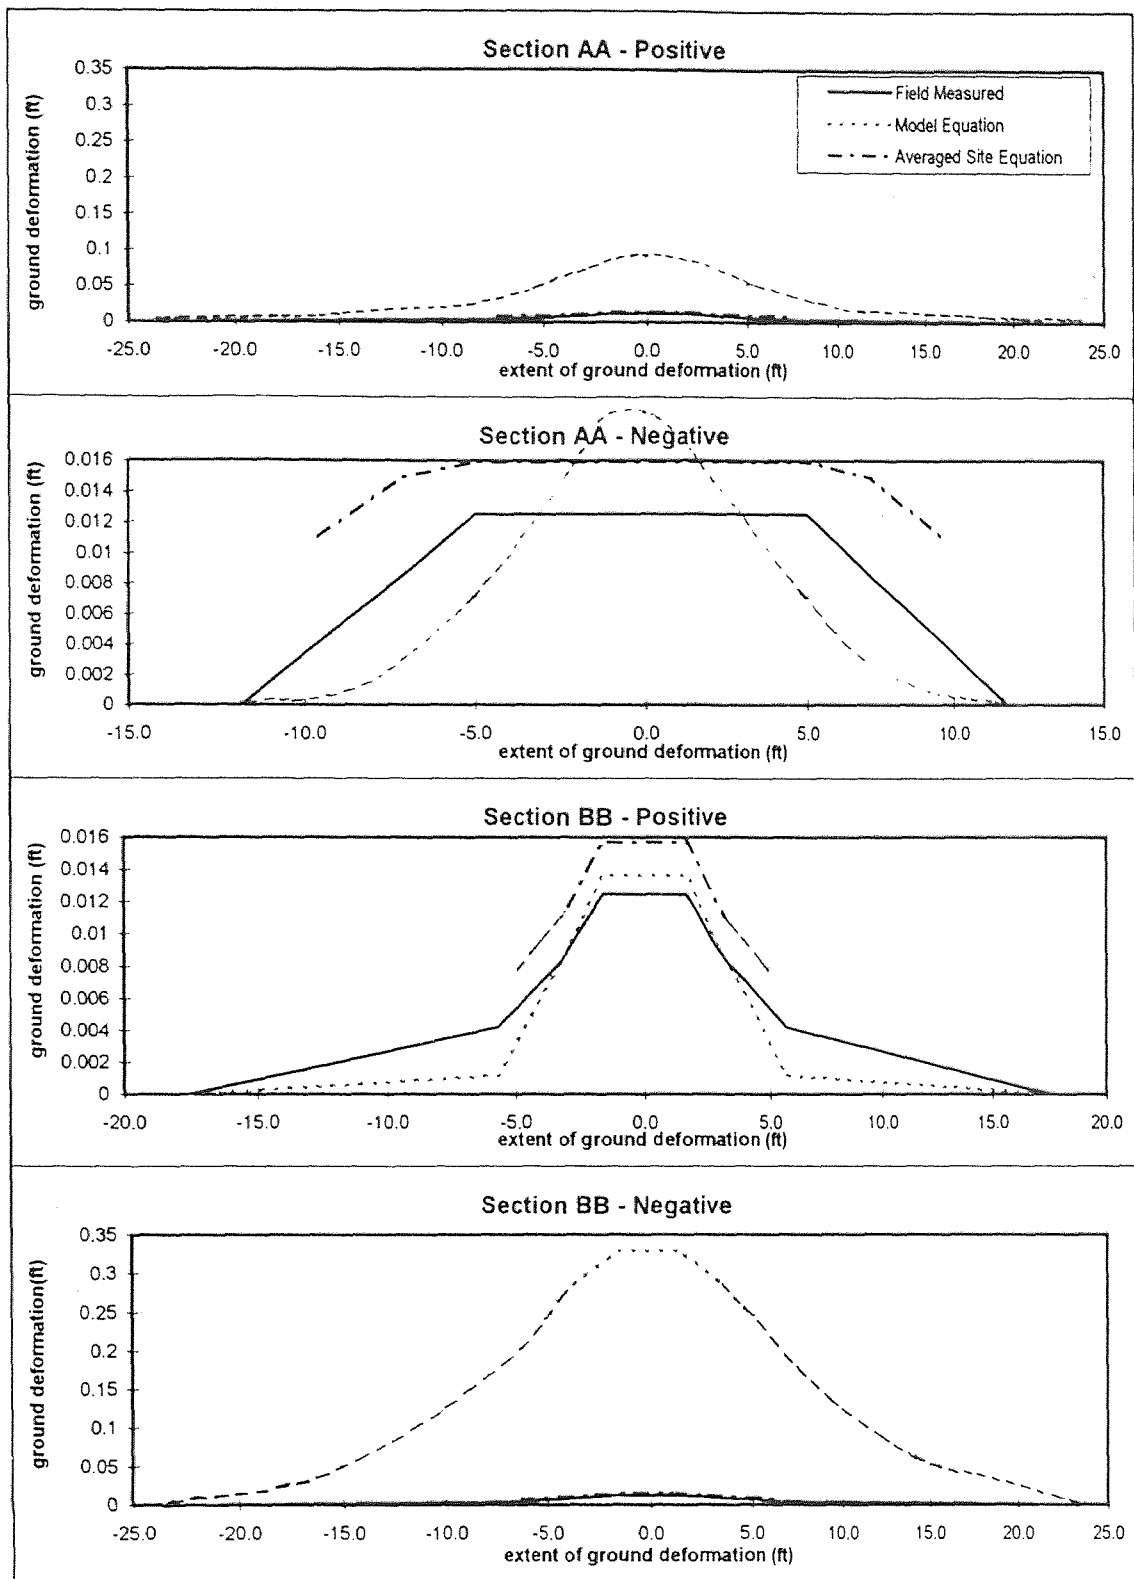 Section AA - Positive
ground deformation (ft)
0.35
0.3
0.25
0.2
0.15
0.1
0.05
0
Field Measured
Model Equation
Averaged Site Equation
-25.0 -20.0 -15.0 -10.0 -5.0 0.0 5.0 10.0 15.0 20.0 25.0
extent of ground deformation (ft)
Section AA - Negative
ground deformation (ft)
0.016
0.014
0.012
0.01
0.008
0.006
0.004
0.002
0
-15.0 -10.0 -5.0 0.0 5.0 10.0 15.0
extent of ground deformation (ft)
Section BB - Positive
ground deformation (ft)
0.016
0.014
0.012
0.01
0.008
0.006
0.004
0.002
0
-20.0 -15.0 -10.0 -5.0 0.0 5.0 10.0 15.0 20.0
extent of ground deformation (ft)
Section BB - Negative
ground deformation(ft)
0.35
0.3
0.25
0.2
0.15
0.1
0.05
0
-25.0 -20.0 -15.0 -10.0 -5.0 0.0 5.0 10.0 15.0 20.0 25.0
extent of ground deformation (ft)